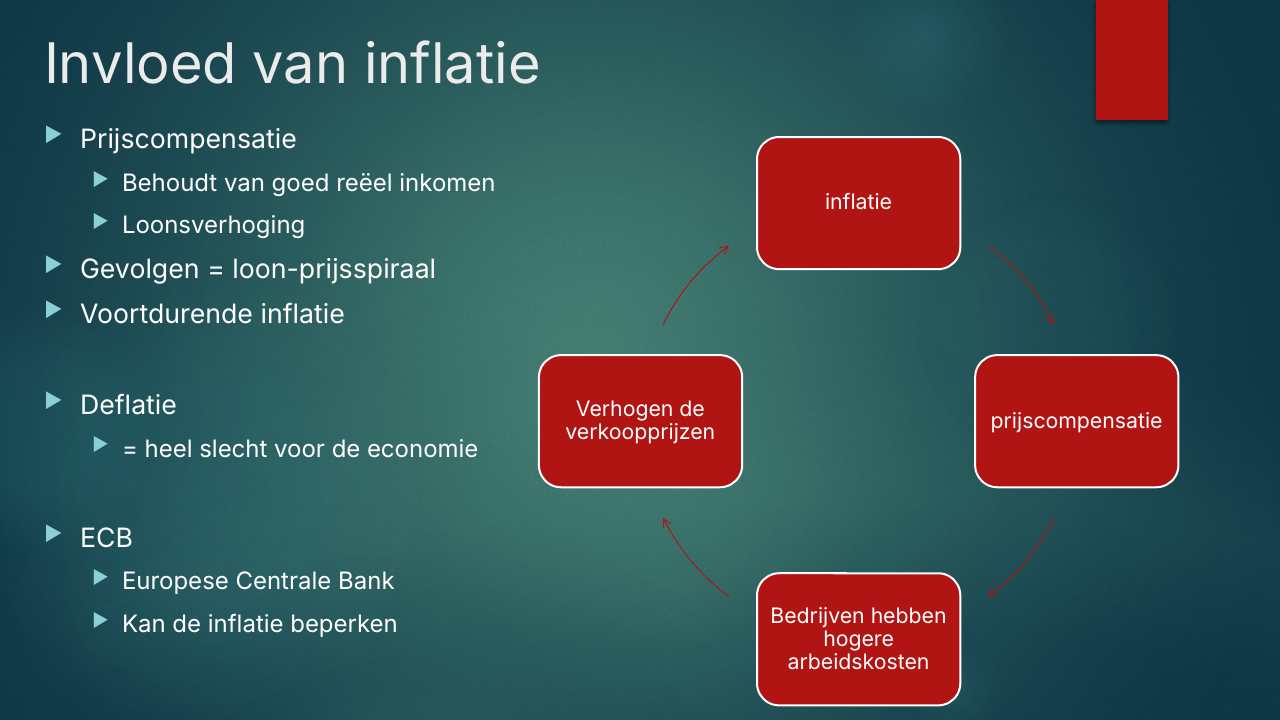 Invloed van inflatie
Prijscompensatie
Behoudt van goed reëel inkomen
Loonsverhoging
Gevolgen = loon-prijsspiraal
Voortdurende inflatie
Deflatie
= heel slecht voor de economie
ECB
Europese Centrale Bank
Kan de inflatie beperken
inflatie
prijscompensatie
Bedrijven hebben
hogere
arbeidskosten
Verhogen de
verkoopprijzen